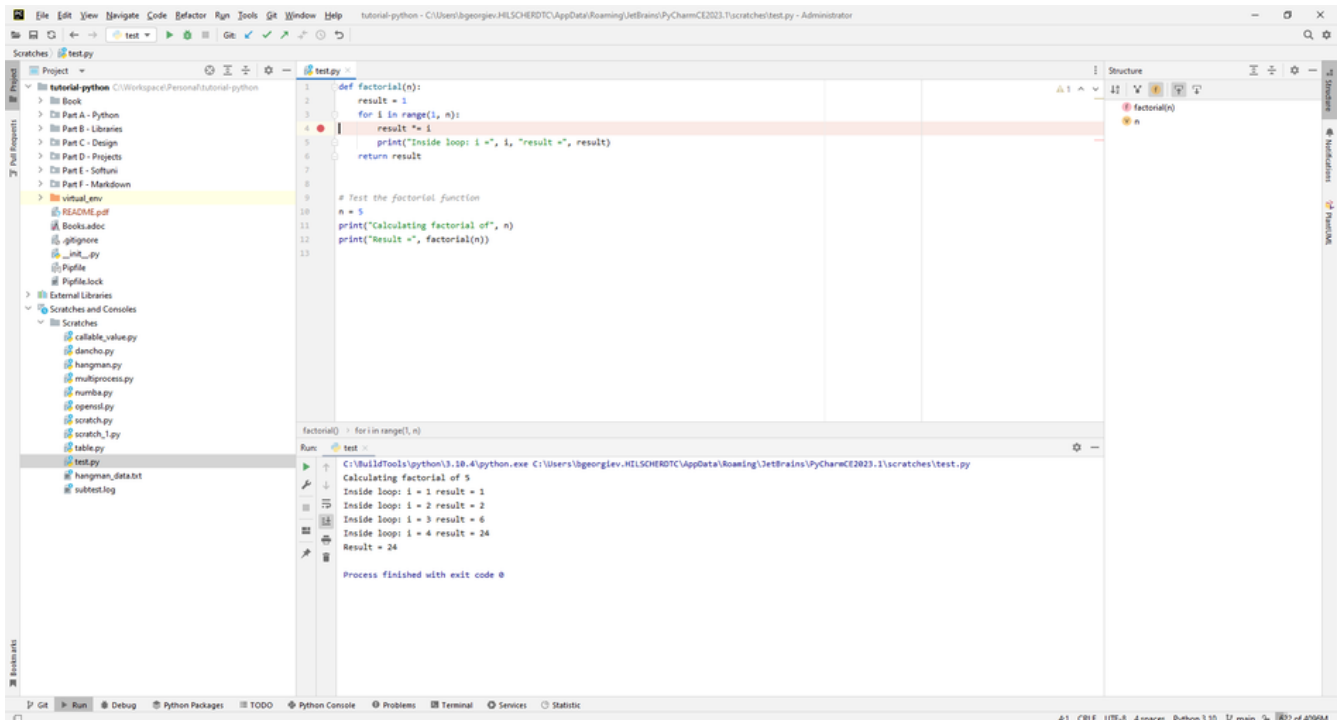 File Edit View Navigate Code Refactor Run Tools Git Window Help tutorial-python - C:\Users\bgeorgiev.HILSCHERDTC\AppData\Roaming\JetBrains\PyCharmCE2023.1\scratches\test.py - Administrator
test Git:
Scratches test.py
Project
tutorial-python C:\Workspace\Personal\tutorial-python
Book
Part A - Python
Part B - Libraries
Part C - Design
Part D - Projects
Part E - Softuni
Part F - Markdown
virtual_env
README.pdf
Books.adoc
.gitignore
__init__.py
Pipfile
Pipfile.lock
External Libraries
Scratches and Consoles
Scratches
callable_value.py
dancho.py
hangman.py
multiprocess.py
numba.py
openssl.py
scratch.py
scratch_1.py
table.py
test.py
hangman_data.txt
subtest.log
Project
Pull Requests
Bookmarks
test.py
1 def factorial(n):
2 result = 1
3 for i in range(1, n):
4 result *= i
5 print("Inside loop: i =", i, "result =", result)
6 return result
7
8
9 # Test the factorial function
10 n = 5
11 print("Calculating factorial of", n)
12 print("Result =", factorial(n))
13
1
factorial() for i in range(1, n)
Structure
factorial(n)
n
Structure
Notifications
PlantUML
Run: test
C:\BuildTools\python\3.10.4\python.exe C:\Users\bgeorgiev.HILSCHERDTC\AppData\Roaming\JetBrains\PyCharmCE2023.1\scratches\test.py
Calculating factorial of 5
Inside loop: i = 1 result = 1
Inside loop: i = 2 result = 2
Inside loop: i = 3 result = 6
Inside loop: i = 4 result = 24
Result = 24
Process finished with exit code 0
Git Run Debug Python Packages TODO Python Console Problems Terminal Services Statistic
4:1 CRLF UTF-8 4 spaces Python 3.10 main